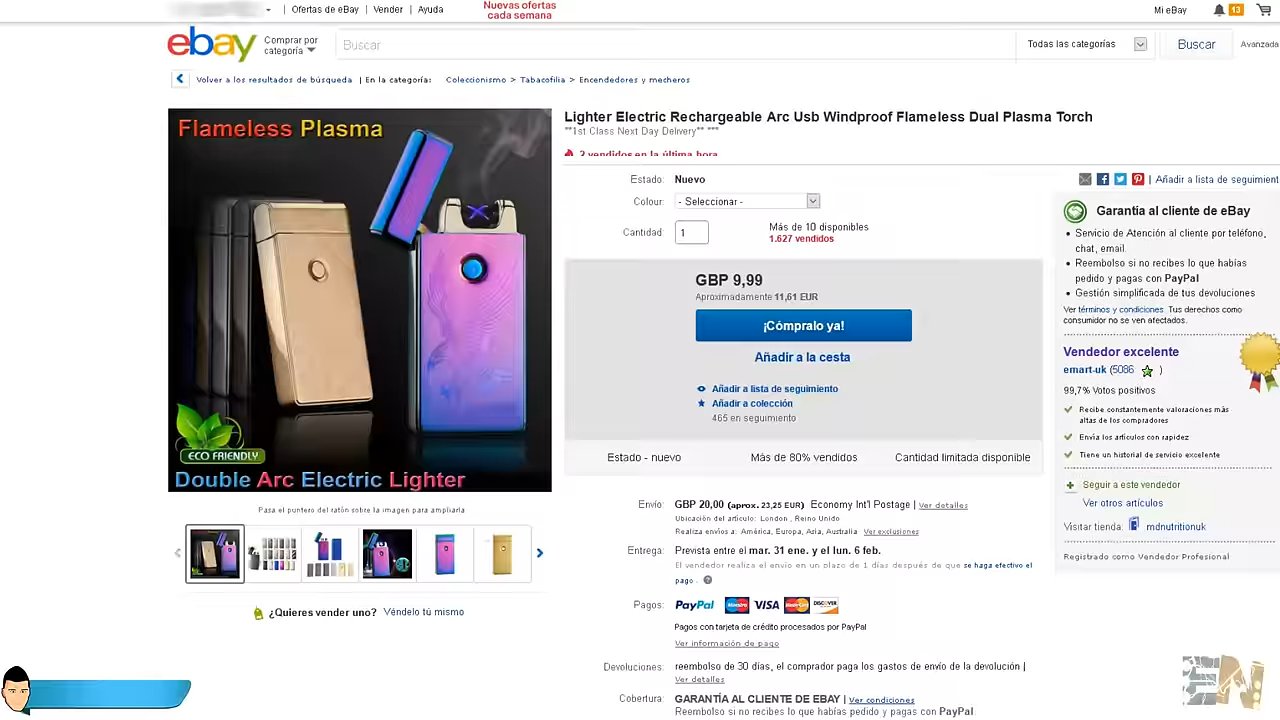 Ofertas de eBay | Vender | Ayuda
Nuevas ofertas
cada semana
Mi eBay
13
ebay
Comprar por
categoría
Buscar
Todas las categorías
Buscar
Avanzada
Volver a los resultados de búsqueda | En la categoría: Coleccionismo > Tabacofilia > Encendedores y mecheros
Flameless Plasma
ECO FRIENDLY
Double Arc Electric Lighter
Pasa el puntero del ratón sobre la imagen para ampliarla
¿Quieres vender uno? Véndelo tú mismo
Lighter Electric Rechargeable Arc Usb Windproof Flameless Dual Plasma Torch
**1st Class Next Day Delivery** ***
2 vendidos en la última hora
Estado: Nuevo
Colour: - Seleccionar -
Cantidad: 1
Más de 10 disponibles
1.627 vendidos
GBP 9,99
Aproximadamente 11,61 EUR
¡Cómpralo ya!
Añadir a la cesta
Añadir a lista de seguimiento
Añadir a colección
465 en seguimiento
Estado - nuevo
Más de 80% vendidos
Cantidad limitada disponible
Envío: GBP 20,00 (aprox. 23,25 EUR) Economy Int'l Postage | Ver detalles
Ubicación del artículo: London , Reino Unido
Realiza envíos a: América, Europa, Asia, Australia Ver exclusiones
Entrega: Prevista entre el mar. 31 ene. y el lun. 6 feb.
El vendedor realiza el envío en un plazo de 1 días después de que se haga efectivo el
pago .
Pagos: PayPal Maestro VISA MasterCard DISCOVER
Pagos con tarjeta de crédito procesados por PayPal
Ver información de pago
Devoluciones: reembolso de 30 días, el comprador paga los gastos de envío de la devolución |
Ver detalles
Cobertura: GARANTÍA AL CLIENTE DE EBAY | Ver condiciones
Reembolso si no recibes lo que habías pedido y pagas con PayPal
| Añadir a lista de seguimient
Garantía al cliente de eBay
• Servicio de Atención al cliente por teléfono,
chat, email.
• Reembolso si no recibes lo que habías
pedido y pagas con PayPal
• Gestión simplificada de tus devoluciones
Ver términos y condiciones. Tus derechos como
consumidor no se ven afectados.
Vendedor excelente
emart-uk (5086 )
99,7% Votos positivos
Recibe constantemente valoraciones más
altas de los compradores
Envía los artículos con rapidez
Tiene un historial de servicio excelente
Seguir a este vendedor
Ver otros artículos
Visitar tienda: mdnutritionuk
Registrado como Vendedor Profesional
EN